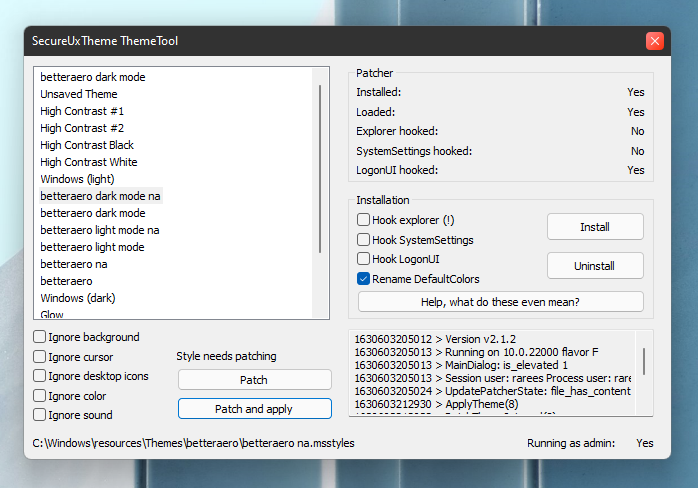 SecureUxTheme ThemeTool
betteraero dark mode
Unsaved Theme
High Contrast #1
High Contrast #2
High Contrast Black
High Contrast White
Windows (light)
betteraero dark mode na
betteraero dark mode
betteraero light mode na
betteraero light mode
betteraero na
betteraero
Windows (dark)
Glow
Ignore background
Ignore cursor
Ignore desktop icons
Ignore color
Ignore sound
Style needs patching
Patch
Patch and apply
Patcher
Installed: Yes
Loaded: Yes
Explorer hooked: No
SystemSettings hooked: No
LogonUI hooked: Yes
Installation
Hook explorer (!)
Hook SystemSettings
Hook LogonUI
Rename DefaultColors
Install
Uninstall
Help, what do these even mean?
1630603205012 > Version v2.1.2
1630603205013 > Running on 10.0.22000 flavor F
1630603205013 > MainDialog: is_elevated 1
1630603205013 > Session user: rarees Process user: rare
1630603205024 > UpdatePatcherState: file_has_content
1630603212930 > ApplyTheme(8)
C:\Windows\resources\Themes\betteraero\betteraero na.msstyles
Running as admin: Yes